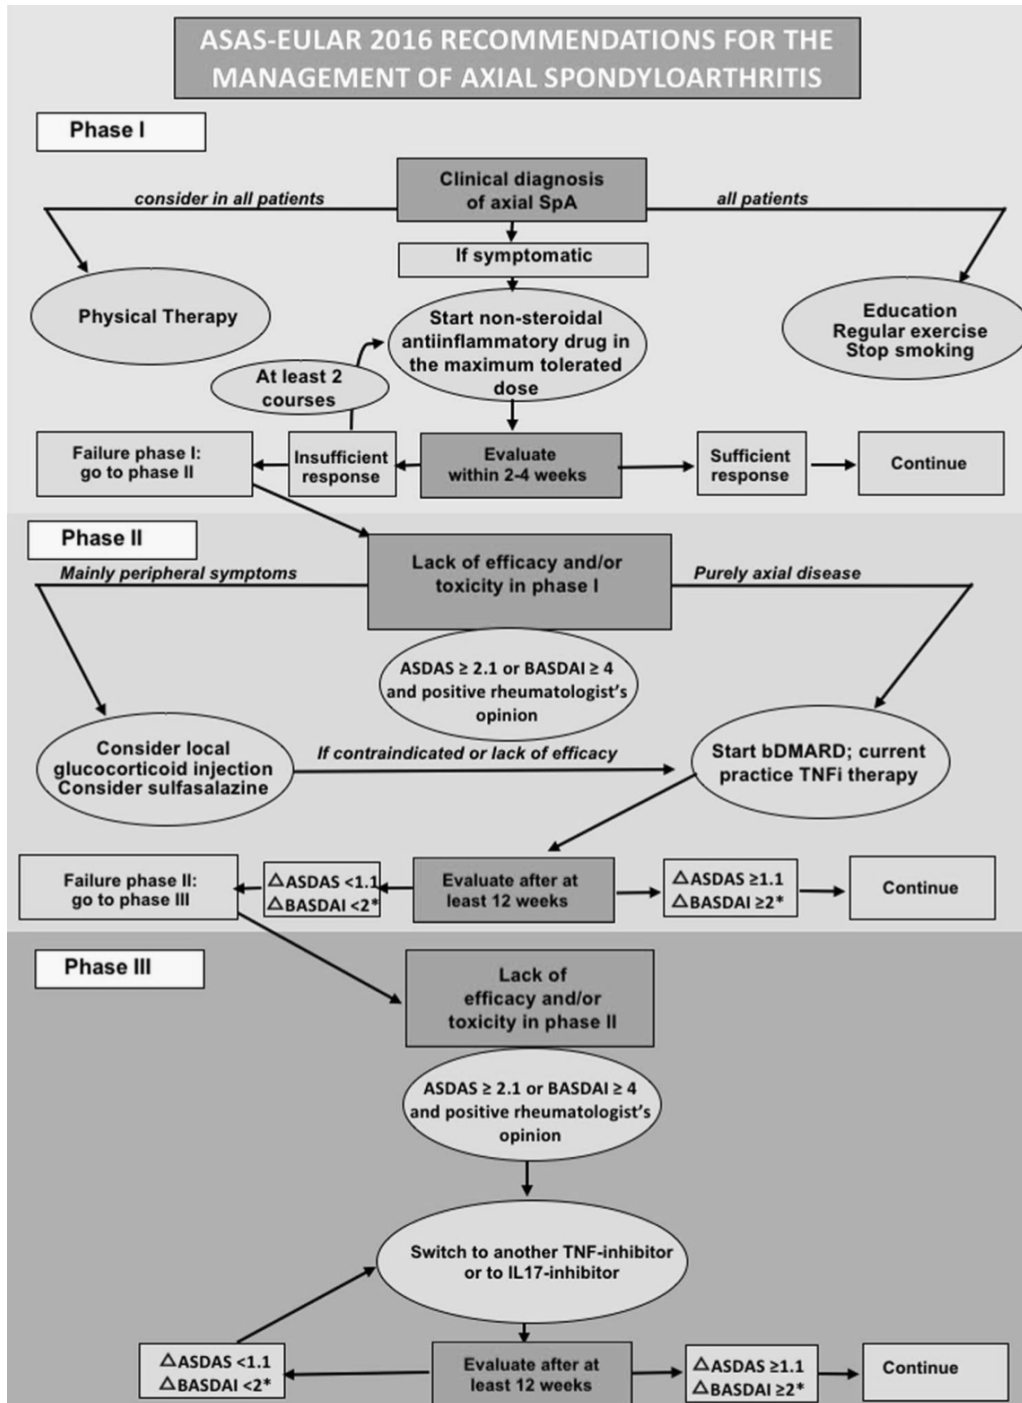 ASAS-EULAR 2016 RECOMMENDATIONS FOR THE
MANAGEMENT OF AXIAL SPONDYLOARTHRITIS
Phase I
Clinical diagnosis
of axial SpA
consider in all patients
all patients
If symptomatic
Physical Therapy
Start non-steroidal
antiinflammatory drug in
the maximum tolerated
dose
Education
Regular exercise
Stop smoking
At least 2
courses
Failure phase I:
go to phase II
Insufficient
response
Evaluate
within 2-4 weeks
Sufficient
response
Continue
Phase II
Lack of efficacy and/or
toxicity in phase I
Mainly peripheral symptoms
Purely axial disease
ASDAS ≥ 2.1 or BASDAI ≥ 4
and positive rheumatologist's
opinion
Consider local
glucocorticoid injection
Consider sulfasalazine
If contraindicated or lack of efficacy
Start bDMARD; current
practice TNFi therapy
Failure phase II:
go to phase III
△ASDAS <1.1
△BASDAI <2*
Evaluate after at
least 12 weeks
△ASDAS ≥1.1
△BASDAI ≥2*
Continue
Phase III
Lack of
efficacy and/or
toxicity in phase II
ASDAS ≥ 2.1 or BASDAI ≥ 4
and positive rheumatologist's
opinion
Switch to another TNF-inhibitor
or to IL17-inhibitor
△ASDAS <1.1
△BASDAI <2*
Evaluate after at
least 12 weeks
△ASDAS ≥1.1
△BASDAI ≥2*
Continue